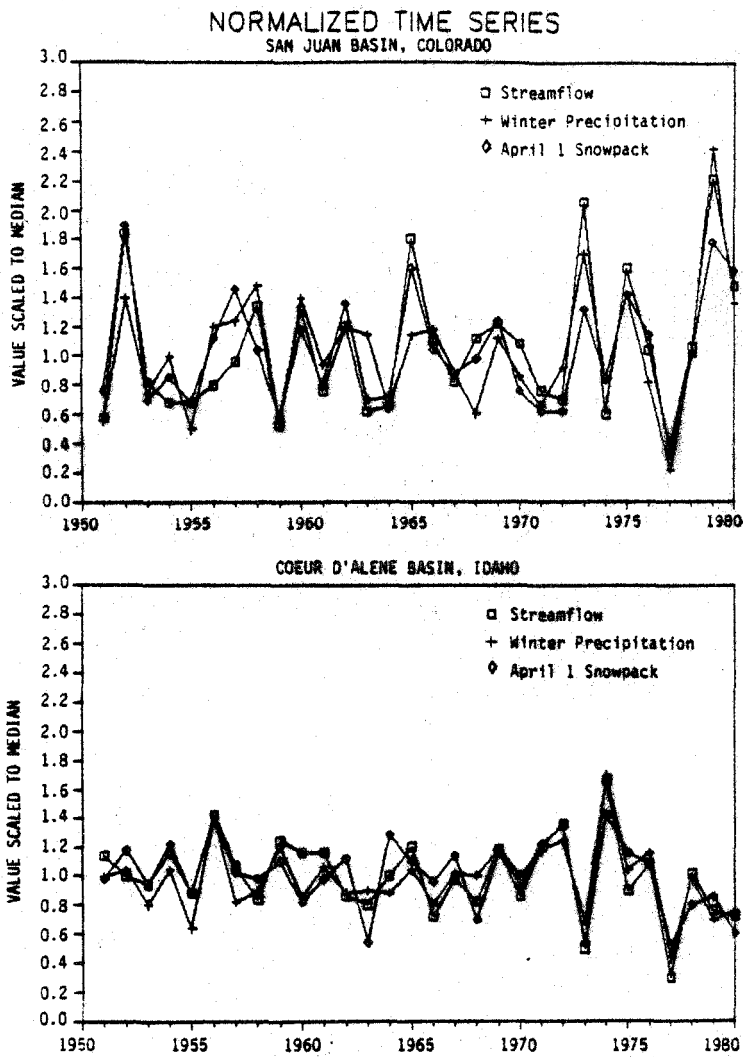 NORMALIZED TIME SERIES
SAN JUAN BASIN, COLORADO
3.0
2.8
2.6
2.4
2.2
2.0
1.8
1.6
1.4
1.2
1.0
0.8
0.6
0.4
0.2
0.0
VALUE SCALED TO MEDIAN
Streamflow
Winter Precipitation
April 1 Snowpack
1950 1955 1960 1965 1970 1975 1980
COEUR D'ALENE BASIN, IDAHO
3.0
2.8
2.6
2.4
2.2
2.0
1.8
1.6
1.4
1.2
1.0
0.8
0.6
0.4
0.2
0.0
VALUE SCALED TO MEDIAN
Streamflow
Winter Precipitation
April 1 Snowpack
1950 1955 1960 1965 1970 1975 1980